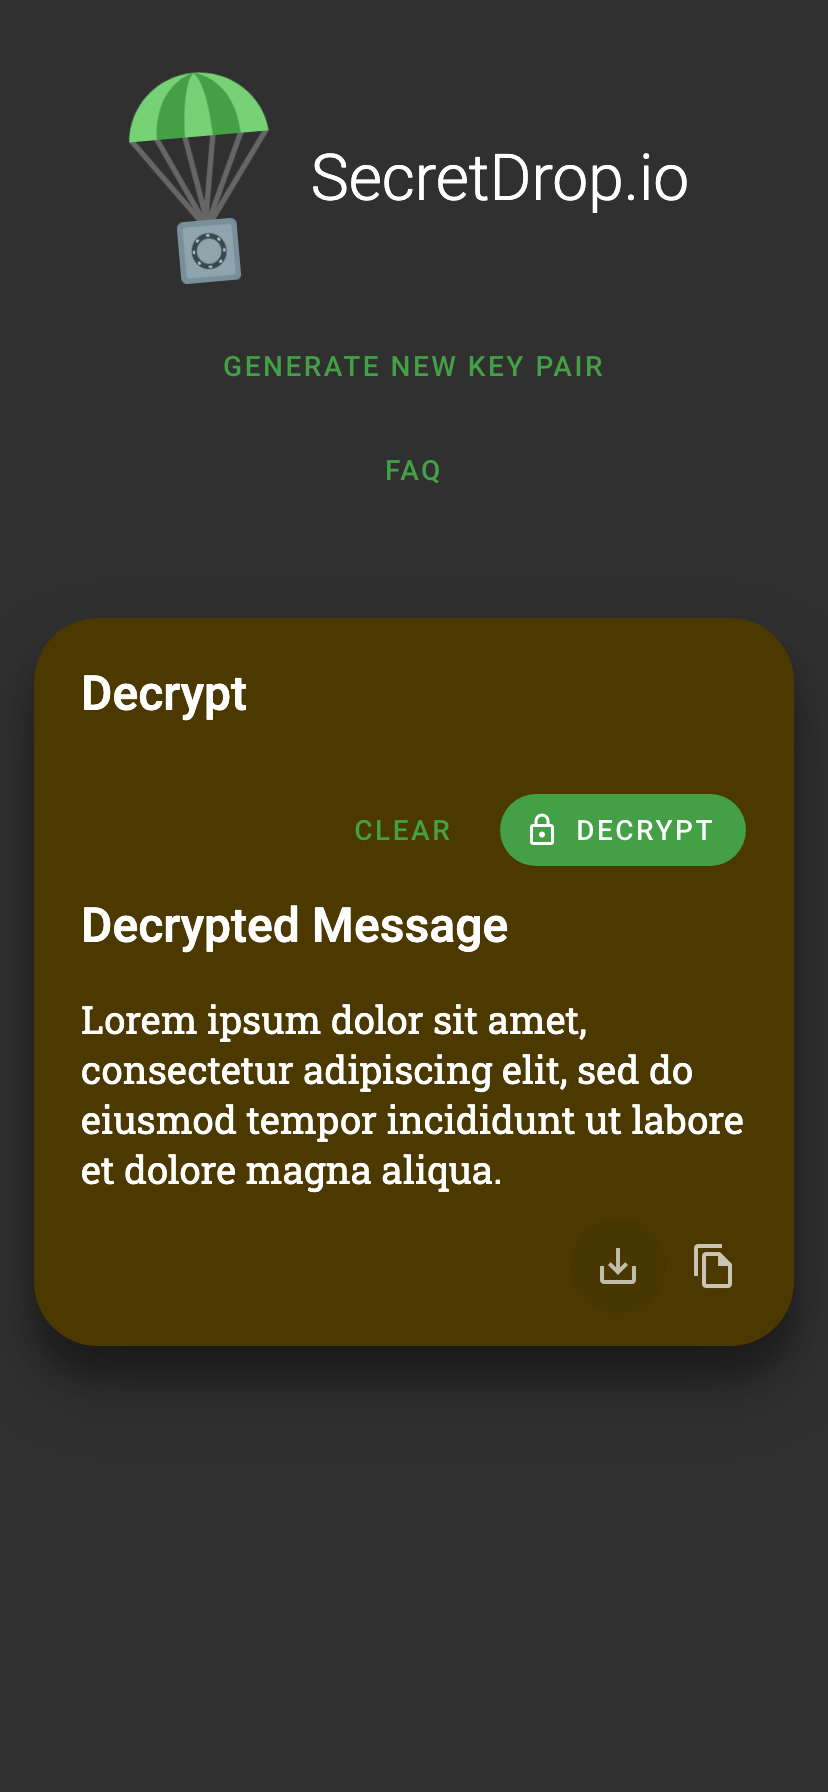 SecretDrop.io
GENERATE NEW KEY PAIR
FAQ
Decrypt
CLEAR
DECRYPT
Decrypted Message
Lorem ipsum dolor sit amet,
consectetur adipiscing elit, sed do
eiusmod tempor incididunt ut labore
et dolore magna aliqua.